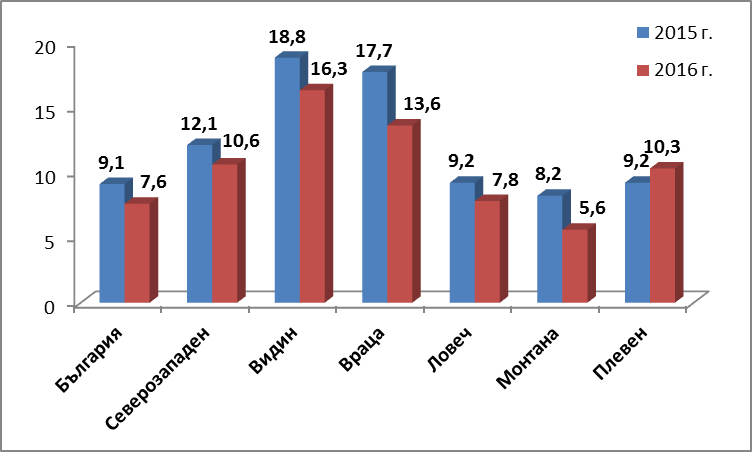 2015 г.
2016 г.
20
15
10
5
0
9,1
7,6
12,1
10,6
18,8
16,3
17,7
13,6
9,2
7,8
8,2
5,6
9,2
10,3
България
Северозападен
Видин
Враца
Ловеч
Монтана
Плевен